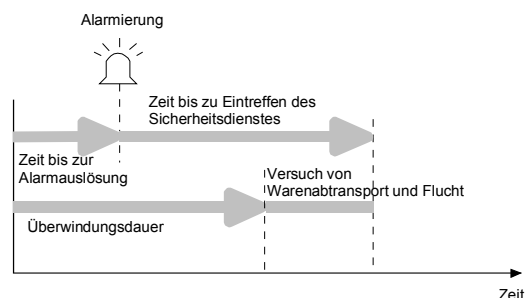 Alarmierung
Zeit bis zu Eintreffen des
Sicherheitsdienstes
Zeit bis zur
Alarmauslösung
Versuch von
Warenabtransport und Flucht
Überwindungsdauer
Zeit